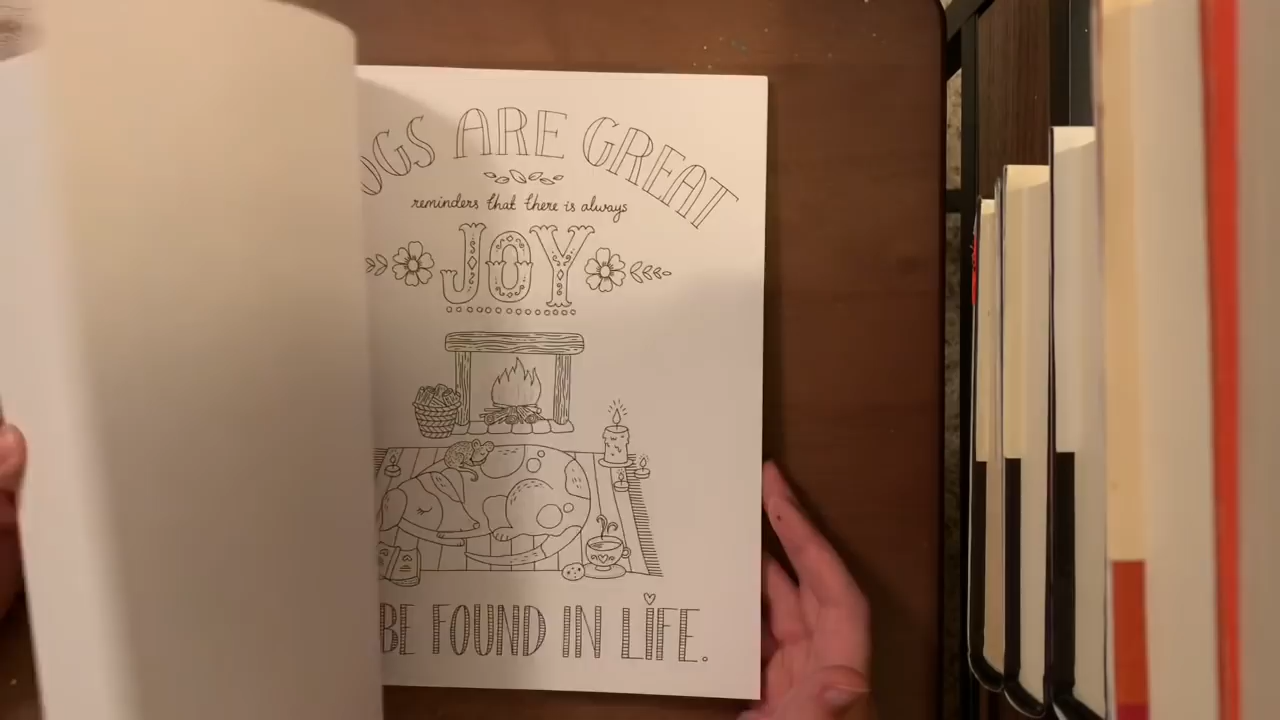 OGS ARE GREAT
reminders that there is always
JOY
BE FOUND IN LIFE.